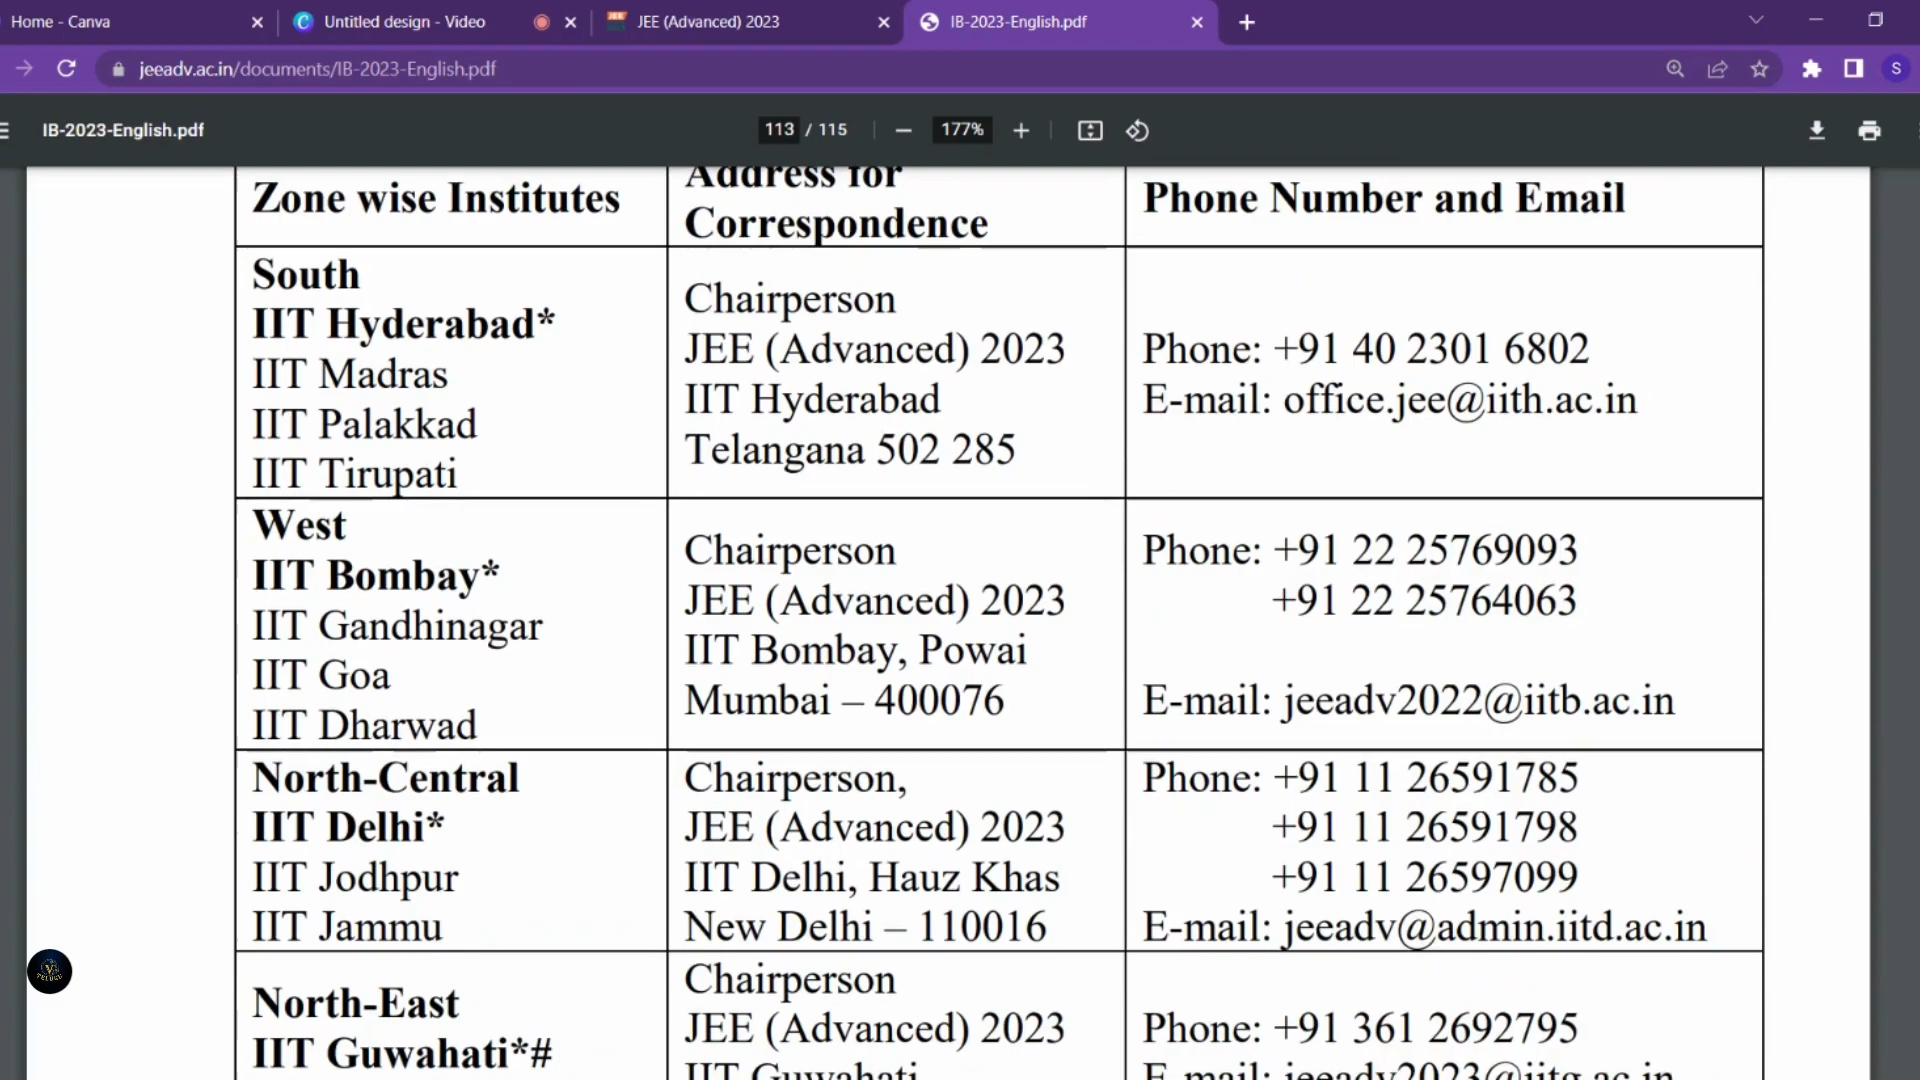 Home - Canva
Untitled design - Video
JEE (Advanced) 2023
IB-2023-English.pdf
jeeadv.ac.in/documents/IB-2023-English.pdf
S
IB-2023-English.pdf
113 / 115
177%
Zone wise Institutes
Address for
Correspondence
Phone Number and Email
South
IIT Hyderabad*
IIT Madras
IIT Palakkad
IIT Tirupati
Chairperson
JEE (Advanced) 2023
IIT Hyderabad
Telangana 502 285
Phone: +91 40 2301 6802
E-mail: office.jee@iith.ac.in
West
IIT Bombay*
IIT Gandhinagar
IIT Goa
IIT Dharwad
Chairperson
JEE (Advanced) 2023
IIT Bombay, Powai
Mumbai – 400076
Phone: +91 22 25769093
+91 22 25764063
E-mail: jeeadv2022@iitb.ac.in
North-Central
IIT Delhi*
IIT Jodhpur
IIT Jammu
Chairperson,
JEE (Advanced) 2023
IIT Delhi, Hauz Khas
New Delhi – 110016
Phone: +91 11 26591785
+91 11 26591798
+91 11 26597099
E-mail: jeeadv@admin.iitd.ac.in
North-East
IIT Guwahati*#
Chairperson
JEE (Advanced) 2023
IIT Guwahati
Phone: +91 361 2692795
E-mail: jeeadv2023@iitg.ac.in